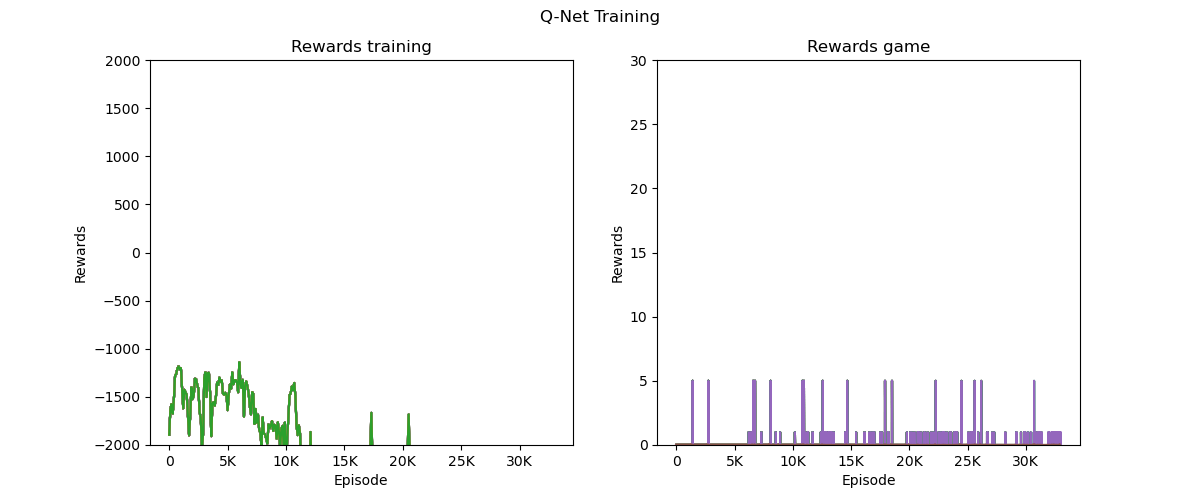 Q-Net Training
Rewards training
Rewards
2000
1500
1000
500
0
−500
−1000
−1500
−2000
0 5K 10K 15K 20K 25K 30K
Episode
Rewards game
Rewards
30
25
20
15
10
5
0
0 5K 10K 15K 20K 25K 30K
Episode